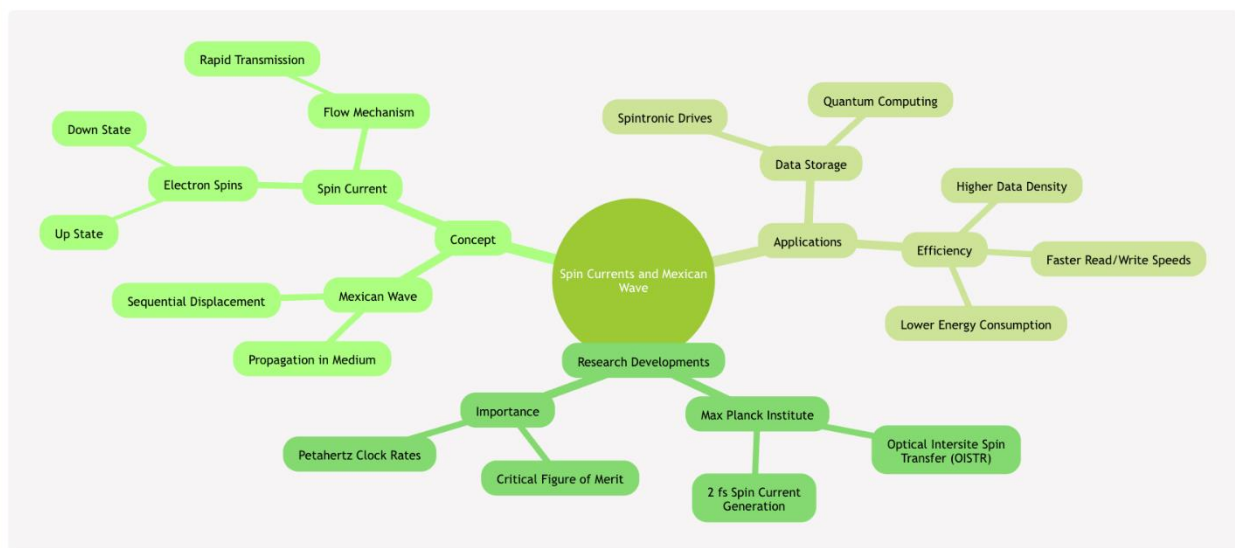 Spin Currents and Mexican
Wave
Concept
Spin Current
Flow Mechanism
Rapid Transmission
Electron Spins
Down State
Up State
Mexican Wave
Sequential Displacement
Propagation in Medium
Applications
Data Storage
Spintronic Drives
Quantum Computing
Efficiency
Higher Data Density
Faster Read/Write Speeds
Lower Energy Consumption
Research Developments
Importance
Petahertz Clock Rates
Critical Figure of Merit
Max Planck Institute
2 fs Spin Current
Generation
Optical Intersite Spin
Transfer (OISTR)